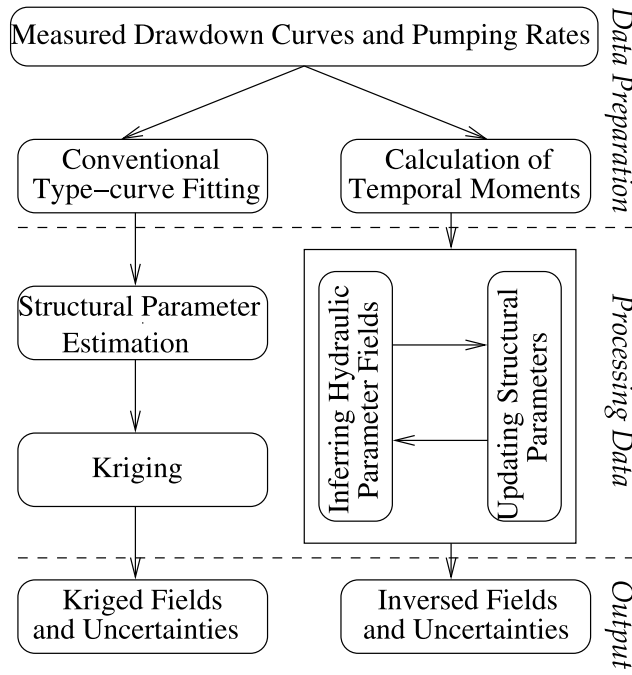 Measured Drawdown Curves and Pumping Rates
Data Preparation
Conventional
Type-curve Fitting
Calculation of
Temporal Moments
Structural Parameter
Estimation
Kriging
Inferring Hydraulic
Parameter Fields
Updating Structural
Parameters
Processing Data
Kriged Fields
and Uncertainties
Inversed Fields
and Uncertainties
Output